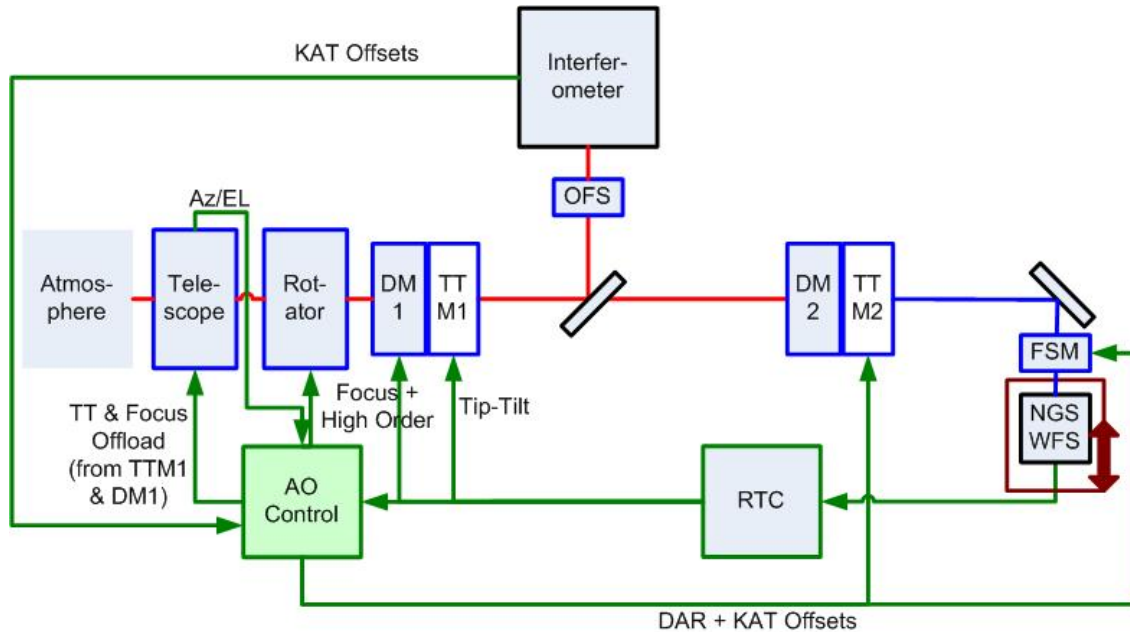 KAT Offsets
Interfer-
ometer
OFS
Az/EL
Atmos-
phere
Tele-
scope
Rot-
ator
DM
1
TT
M1
DM
2
TT
M2
FSM
NGS
WFS
TT & Focus
Offload
(from TTM1
& DM1)
Focus +
High Order
Tip-Tilt
AO
Control
RTC
DAR + KAT Offsets